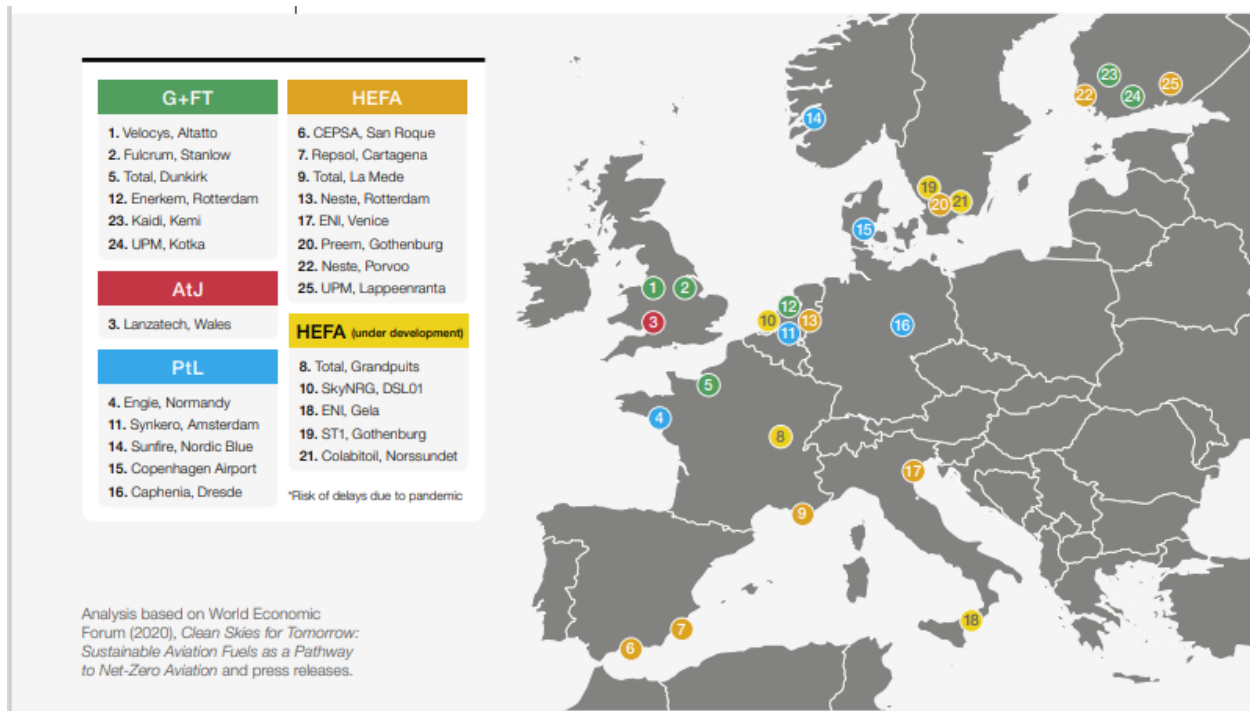 G+FT
1. Velocys, Altatto
2. Fulcrum, Stanlow
5. Total, Dunkirk
12. Enerkem, Rotterdam
23. Kaidi, Kemi
24. UPM, Kotka
AtJ
3. Lanzatech, Wales
PtL
4. Engie, Normandy
11. Synkero, Amsterdam
14. Sunfire, Nordic Blue
15. Copenhagen Airport
16. Caphenia, Dresde
HEFA
6. CEPSA, San Roque
7. Repsol, Cartagena
9. Total, La Mede
13. Neste, Rotterdam
17. ENI, Venice
20. Preem, Gothenburg
22. Neste, Porvoo
25. UPM, Lappeenranta
HEFA (under development)
8. Total, Grandpuits
10. SkyNRG, DSL01
18. ENI, Gela
19. ST1, Gothenburg
21. Colabitoil, Norssundet
*Risk of delays due to pandemic
Analysis based on World Economic
Forum (2020), Clean Skies for Tomorrow:
Sustainable Aviation Fuels as a Pathway
to Net-Zero Aviation and press releases.
23
25
22
24
14
19
20
21
15
1
2
12
10
13
3
11
16
5
4
8
17
9
18
7
6